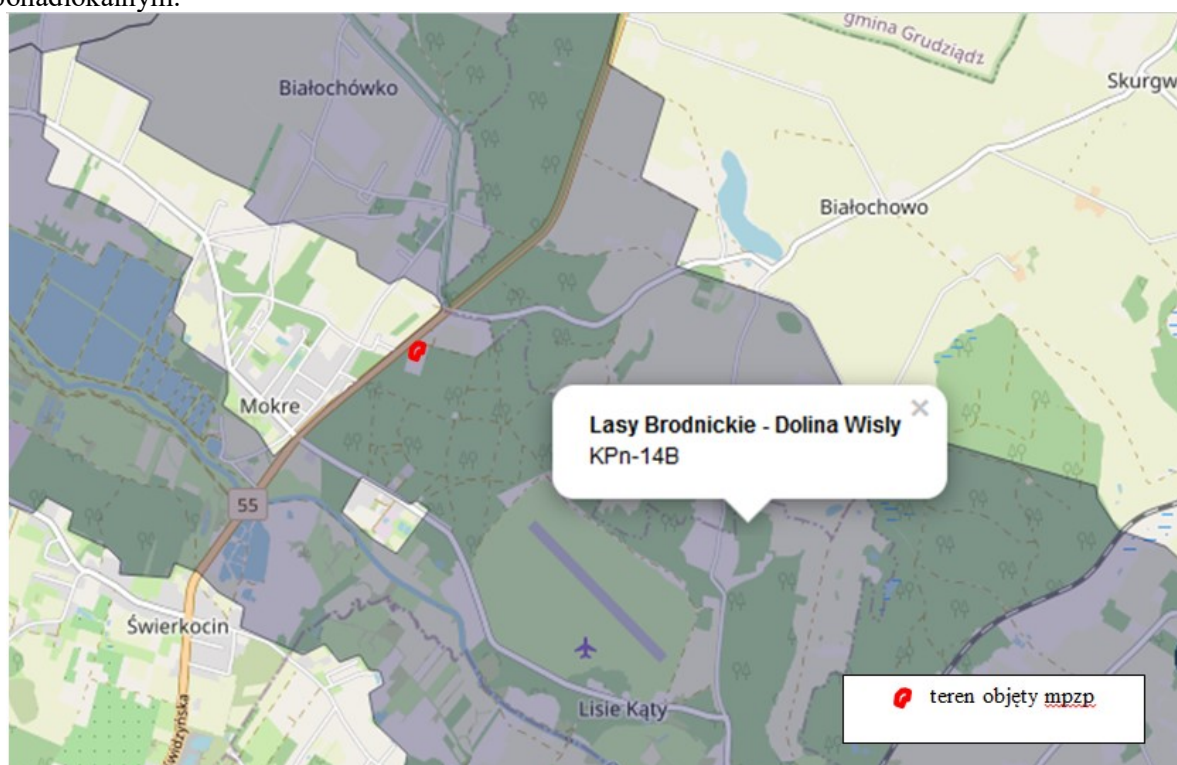 ponadlokalnym.
gmina Grudziądz
Białochówko
Skurgw
Białochowo
Mokre
Lasy Brodnickie - Dolina Wisly
KPn-14B
55
Świerkocin
Lisie Kąty
widzyńska
teren objęty mpzp